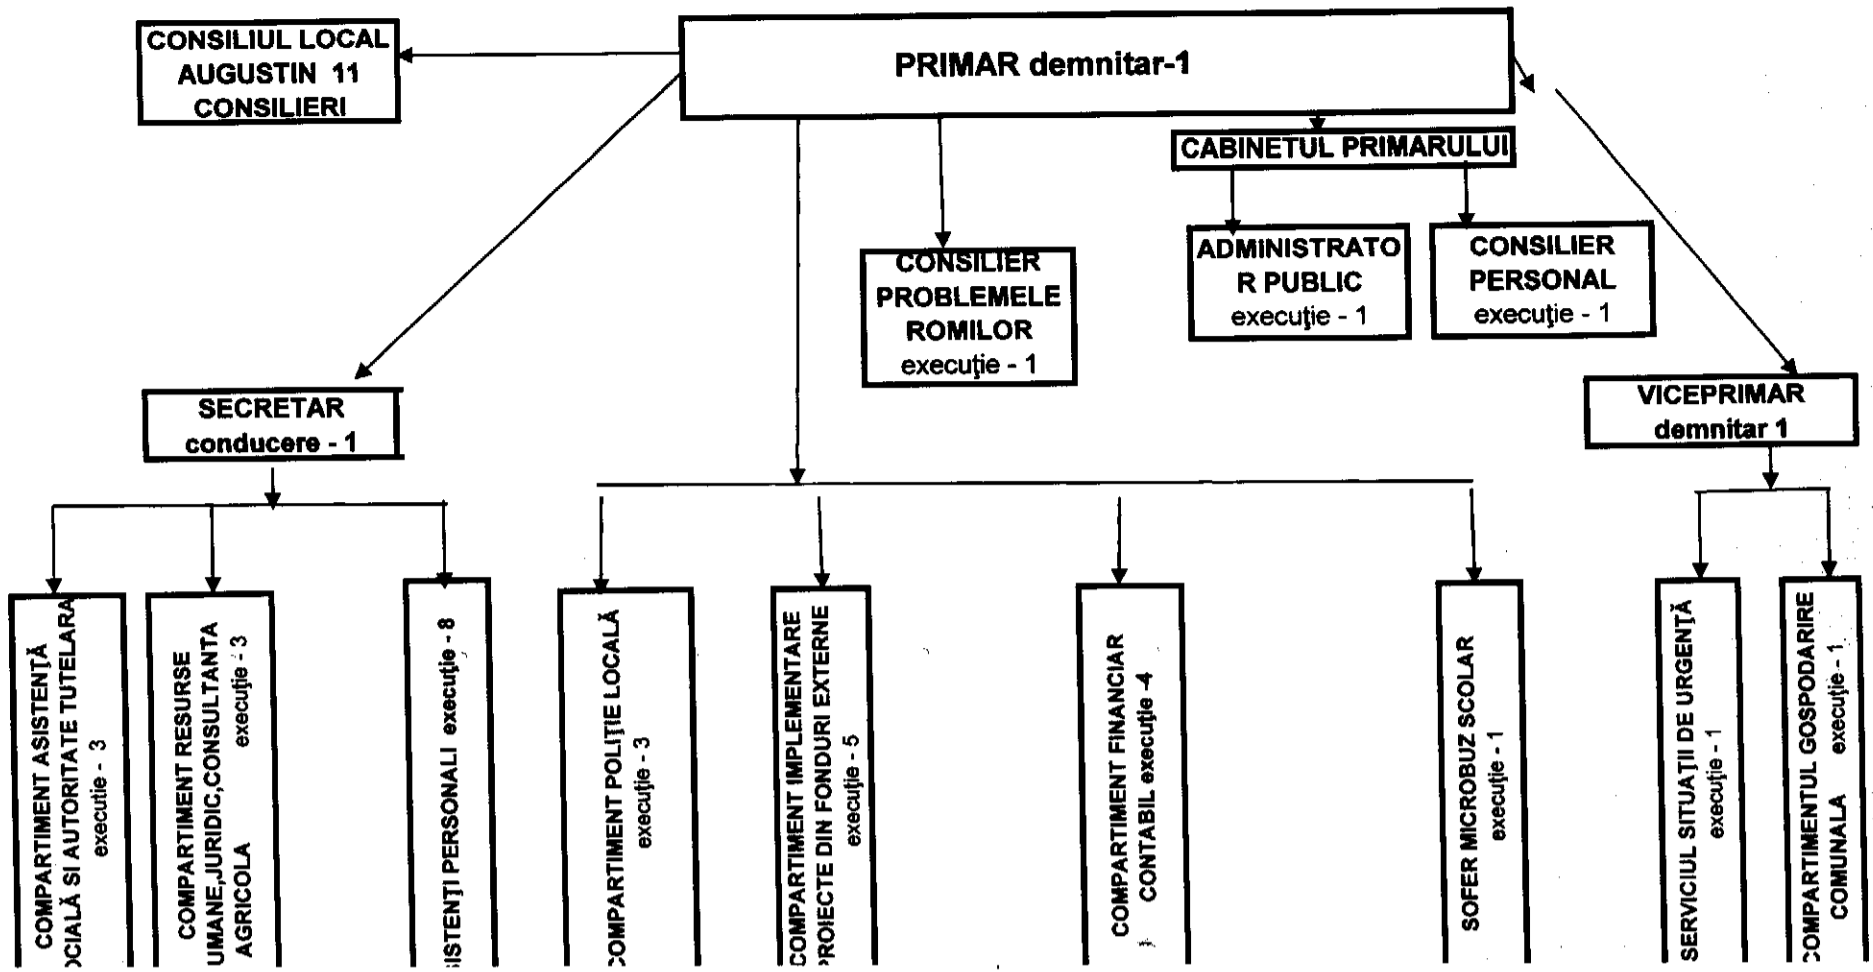 CONSILIUL LOCAL
AUGUSTIN 11
CONSILIERI
PRIMAR demnitar-1
CABINETUL PRIMARULUI
CONSILIER
PROBLEMELE
ROMILOR
execuţie - 1
ADMINISTRATO
R PUBLIC
execuţie - 1
CONSILIER
PERSONAL
execuţie - 1
SECRETAR
conducere - 1
VICEPRIMAR
demnitar 1
COMPARTIMENT ASISTENŢĂ
OCIALĂ SI AUTORITATE TUTELARA
executie - 3
COMPARTIMENT RESURSE
UMANE,JURIDIC,CONSULTANTA
AGRICOLA execuţie - 3
ISTENŢI PERSONALI execuţie - 8
COMPARTIMENT POLIŢIE LOCALĂ
execuţie - 3
COMPARTIMENT IMPLEMENTARE
PROIECTE DIN FONDURI EXTERNE
execuţie - 5
COMPARTIMENT FINANCIAR
CONTABIL execuţie -4
SOFER MICROBUZ SCOLAR
execuţie - 1
SERVICIUL SITUAŢII DE URGENŢĂ
execuţie - 1
COMPARTIMENTUL GOSPODARIRE
COMUNALA execuţie - 1